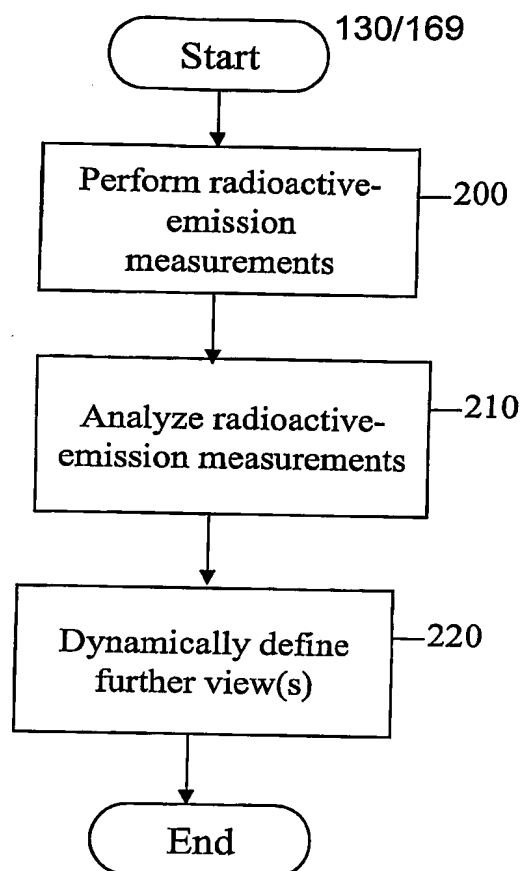 130/169
Start
Perform radioactive-
emission
measurements
200
Analyze radioactive-
emission measurements
210
Dynamically define
further view(s)
220
End